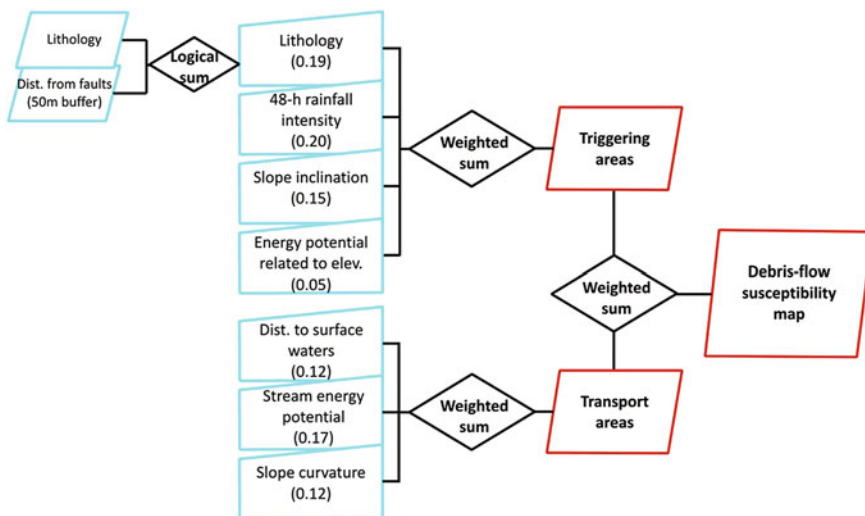 Lithology
Dist. from faults
(50m buffer)
Logical
sum
Lithology
(0.19)
48-h rainfall
intensity
(0.20)
Slope inclination
(0.15)
Energy potential
related to elev.
(0.05)
Weighted
sum
Triggering
areas
Weighted
sum
Debris-flow
susceptibility
map
Dist. to surface
waters
(0.12)
Stream energy
potential
(0.17)
Slope curvature
(0.12)
Weighted
sum
Transport
areas